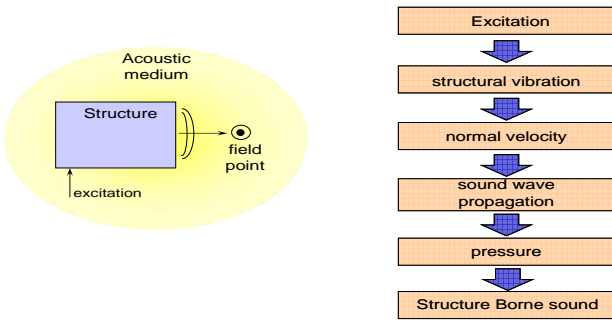 Acoustic
medium
Structure
field
point
excitation
Excitation
structural vibration
normal velocity
sound wave
propagation
pressure
Structure Borne sound